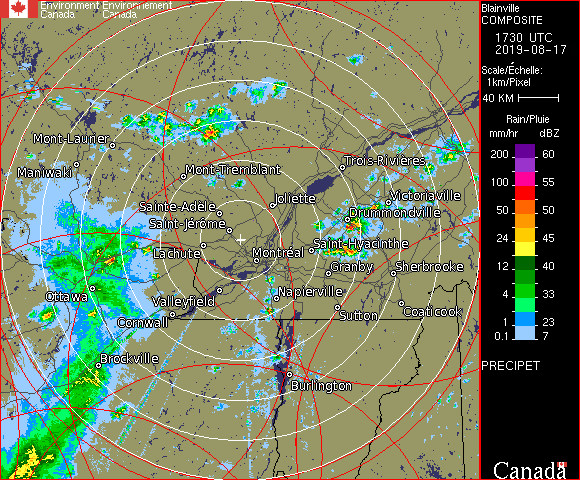 Environment Environnement
Canada Canada
Blainville
COMPOSITE
1730 UTC
2019-08-17
Scale/Échelle:
1km/Pixel
40 KM
Rain/Pluie
mm/hr dBZ
200 60
100 55
50 50
50 45
24 45
12 40
4 33
1 23
0.1 7
PRECIPET
Canada
Mont-Laurier
Maniwaki
Mont-Tremblant
Trois-Rivières
Sainte-Adele
Joliette
Victoriaville
Saint-Jérôme
Drummondville
Lachute
Montréal
Saint-Hyacinthe
Granby
Sherbrooke
Ottawa
Valleyfield
Napierville
Cornwall
Sutton
Coaticook
Brockville
Burlington